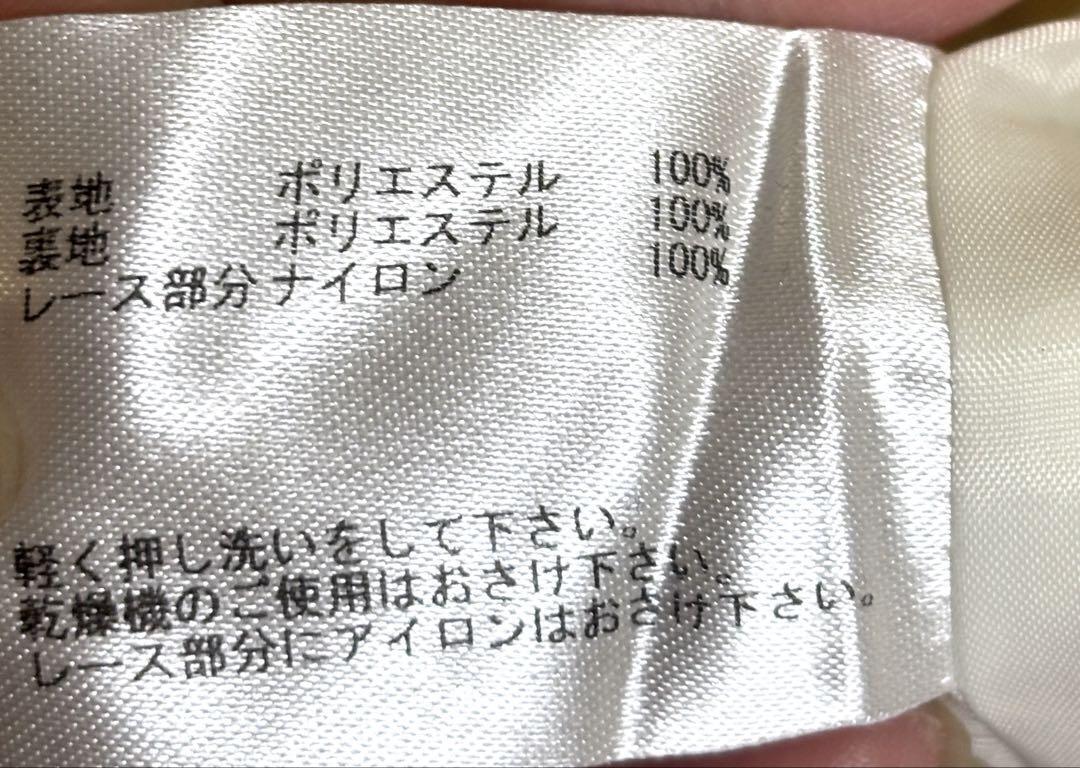 表地 ポリエステル 100%
裏地 ポリエステル 100%
レース部分 ナイロン 100%
軽く押し洗いをして下さい。
乾燥機のご使用はおさけ下さい。
レース部分にアイロンはおさけ下さい。